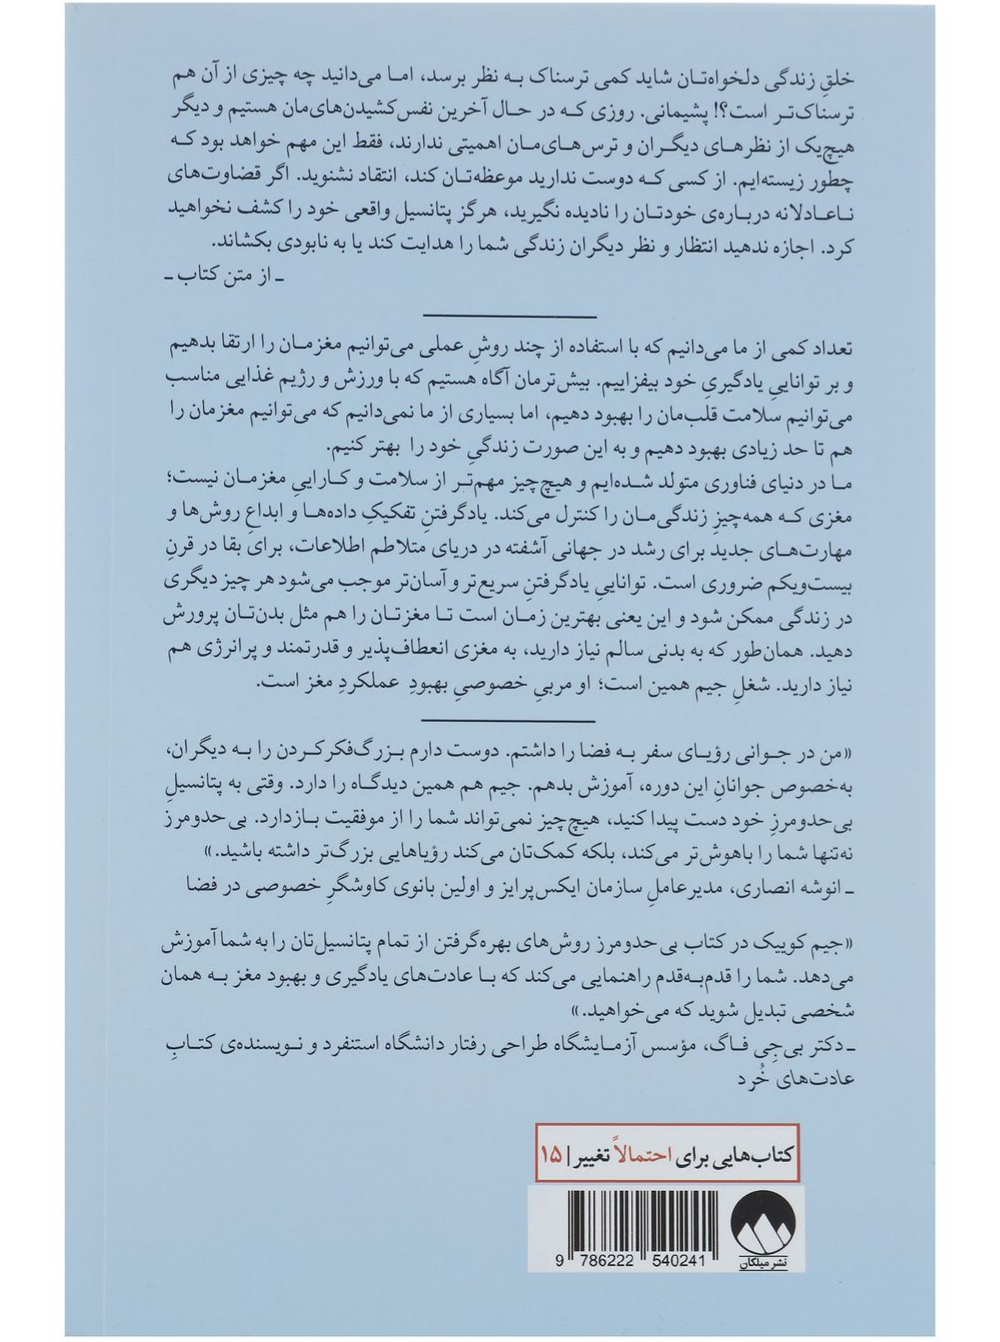 خلقِ زندگی دلخواه‌تان شاید کمی ترسناک به نظر برسد، اما می‌دانید چه چیزی از آن هم
ترسناک‌تر است؟! پشیمانی. روزی که در حال آخرین نفس‌کشیدن‌های‌مان هستیم و دیگر
هیچ‌یک از نظرهای دیگران و ترس‌های‌مان اهمیتی ندارند، فقط این مهم خواهد بود که
چطور زیسته‌ایم. از کسی که دوست ندارید موعظه‌تان کند، انتقاد نشنوید. اگر قضاوت‌های
ناعادلانه درباره‌ی خودتان را نادیده نگیرید، هرگز پتانسیل واقعی خود را کشف نخواهید
کرد. اجازه ندهید انتظار و نظر دیگران زندگی شما را هدایت کند یا به نابودی بکشاند.
ـ از متن کتاب ـ
تعداد کمی از ما می‌دانیم که با استفاده از چند روشِ عملی می‌توانیم مغزمان را ارتقا بدهیم
و بر تواناییِ یادگیریِ خود بیفزاییم. بیش‌ترمان آگاه هستیم که با ورزش و رژیم غذایی مناسب
می‌توانیم سلامت قلب‌مان را بهبود دهیم، اما بسیاری از ما نمی‌دانیم که می‌توانیم مغزمان را
هم تا حد زیادی بهبود دهیم و به این صورت زندگیِ خود را بهتر کنیم.
ما در دنیای فناوری متولد شده‌ایم و هیچ‌چیز مهم‌تر از سلامت و کاراییِ مغزمان نیست؛
مغزی که همه‌چیزِ زندگی‌مان را کنترل می‌کند. یادگرفتنِ تفکیکِ داده‌ها و ابداعِ روش‌ها و
مهارت‌های جدید برای رشد در جهانی آشفته در دریای متلاطم اطلاعات، برای بقا در قرنِ
بیست‌ویکم ضروری است. تواناییِ یادگرفتنِ سریع‌تر و آسان‌تر موجب می‌شود هر چیز دیگری
در زندگی ممکن شود و این یعنی بهترین زمان است تا مغزتان را هم مثل بدن‌تان پرورش
دهید. همان‌طور که به بدنی سالم نیاز دارید، به مغزی انعطاف‌پذیر و قدرتمند و پرانرژی هم
نیاز دارید. شغلِ جیم همین است؛ او مربیِ خصوصیِ بهبودِ عملکردِ مغز است.
«من در جوانی رؤیای سفر به فضا را داشتم. دوست دارم بزرگ‌فکرکردن را به دیگران،
به‌خصوص جوانانِ این دوره، آموزش بدهم. جیم هم همین دیدگاه را دارد. وقتی به پتانسیلِ
بی‌حدومرزِ خود دست پیدا کنید، هیچ‌چیز نمی‌تواند شما را از موفقیت بازدارد. بی‌حدومرز
نه‌تنها شما را باهوش‌تر می‌کند، بلکه کمک‌تان می‌کند رؤیاهایی بزرگ‌تر داشته باشید.»
ـ انوشه انصاری، مدیرعاملِ سازمان ایکس‌پرایز و اولین بانوی کاوشگرِ خصوصی در فضا
«جیم کوییک در کتاب بی‌حدومرز روش‌های بهره‌گرفتن از تمام پتانسیل‌تان را به شما آموزش
می‌دهد. شما را قدم‌به‌قدم راهنمایی می‌کند که با عادت‌های یادگیری و بهبود مغز به همان
شخصی تبدیل شوید که می‌خواهید.»
ـ دکتر بی‌جِی فاگ، مؤسس آزمایشگاه طراحی رفتار دانشگاه استنفرد و نویسنده‌ی کتابِ
عادت‌های خُرد
کتاب‌هایی برای احتمالاً تغییر | ۱۵
9 786222 540241
نشر میلکان